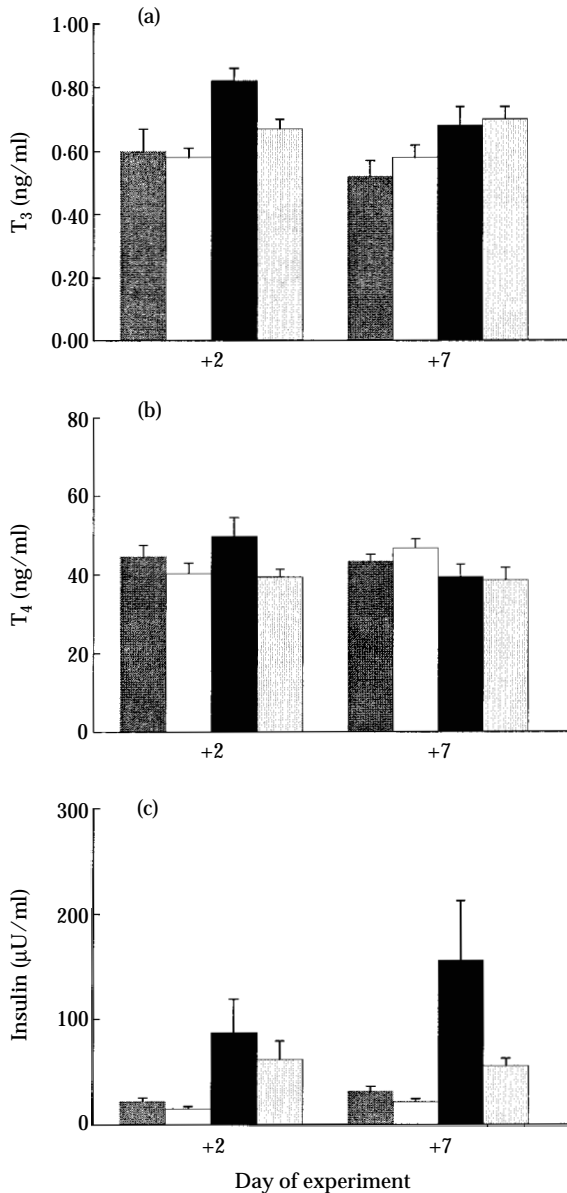 (a)
1·00
0·80
0·60
0·40
0·20
0·00
T3 (ng/ml)
+2 +7
(b)
80
60
40
20
0
T4 (ng/ml)
+2 +7
(c)
300
200
100
0
Insulin (µU/ml)
+2 +7
Day of experiment